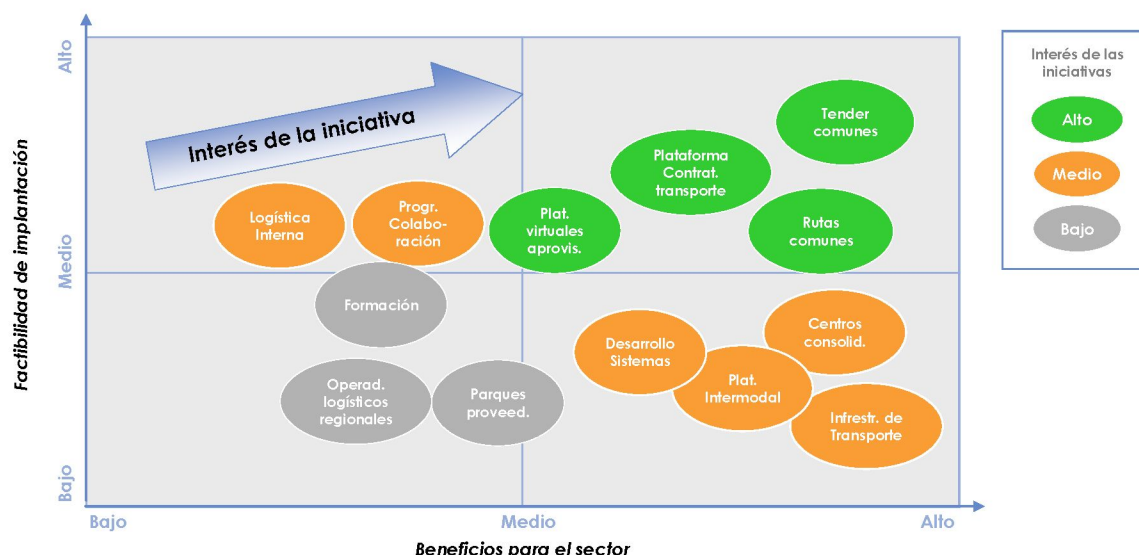 Alto
Medio
Bajo
Factibilidad de implantación
Interés de la iniciativa
Tender
comunes
Plataforma
Contrat.
transporte
Logística
Interna
Progr.
Colabo-
ración
Plat.
virtuales
aprovis.
Rutas
comunes
Formación
Desarrollo
Sistemas
Centros
consolid.
Operad.
logísticos
regionales
Parques
proveed.
Plat.
Intermodal
Infrestr. de
Transporte
Bajo
Medio
Alto
Beneficios para el sector
Interés de las
iniciativas
Alto
Medio
Bajo